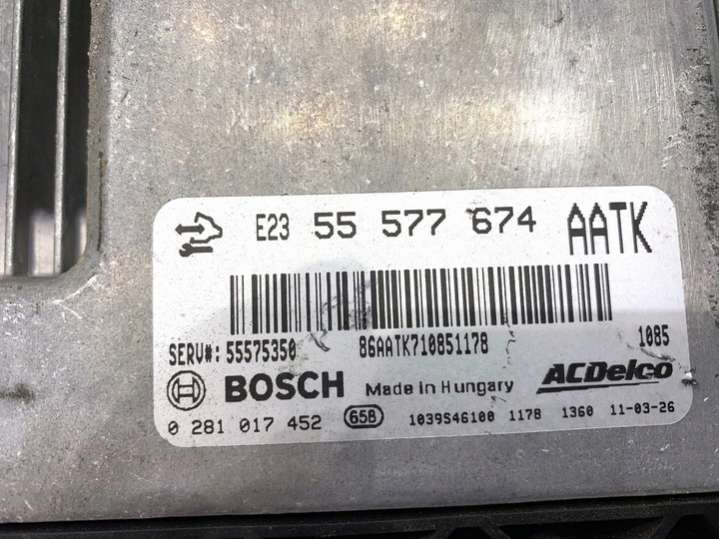 E23 55 577 674 AATK
SERV#: 55575350 86AATK710851178 1085
BOSCH Made in Hungary ACDelco
0 281 017 452 65B 1039S46100 1178 1360 11-03-26